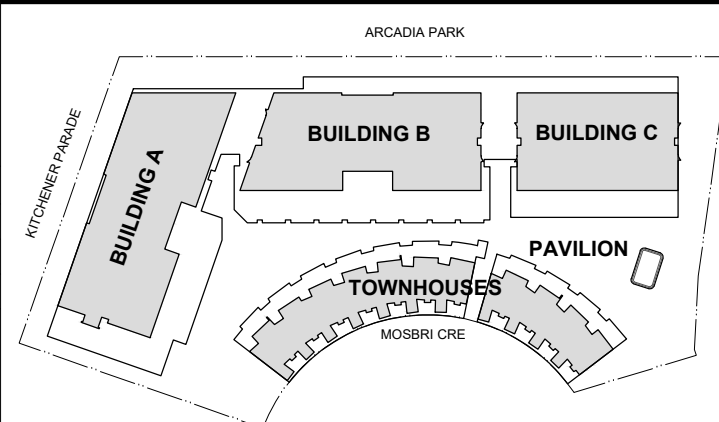 ARCADIA PARK
KITCHENER PARADE
BUILDING A
BUILDING B
BUILDING C
PAVILION
TOWNHOUSES
MOSBRI CRE